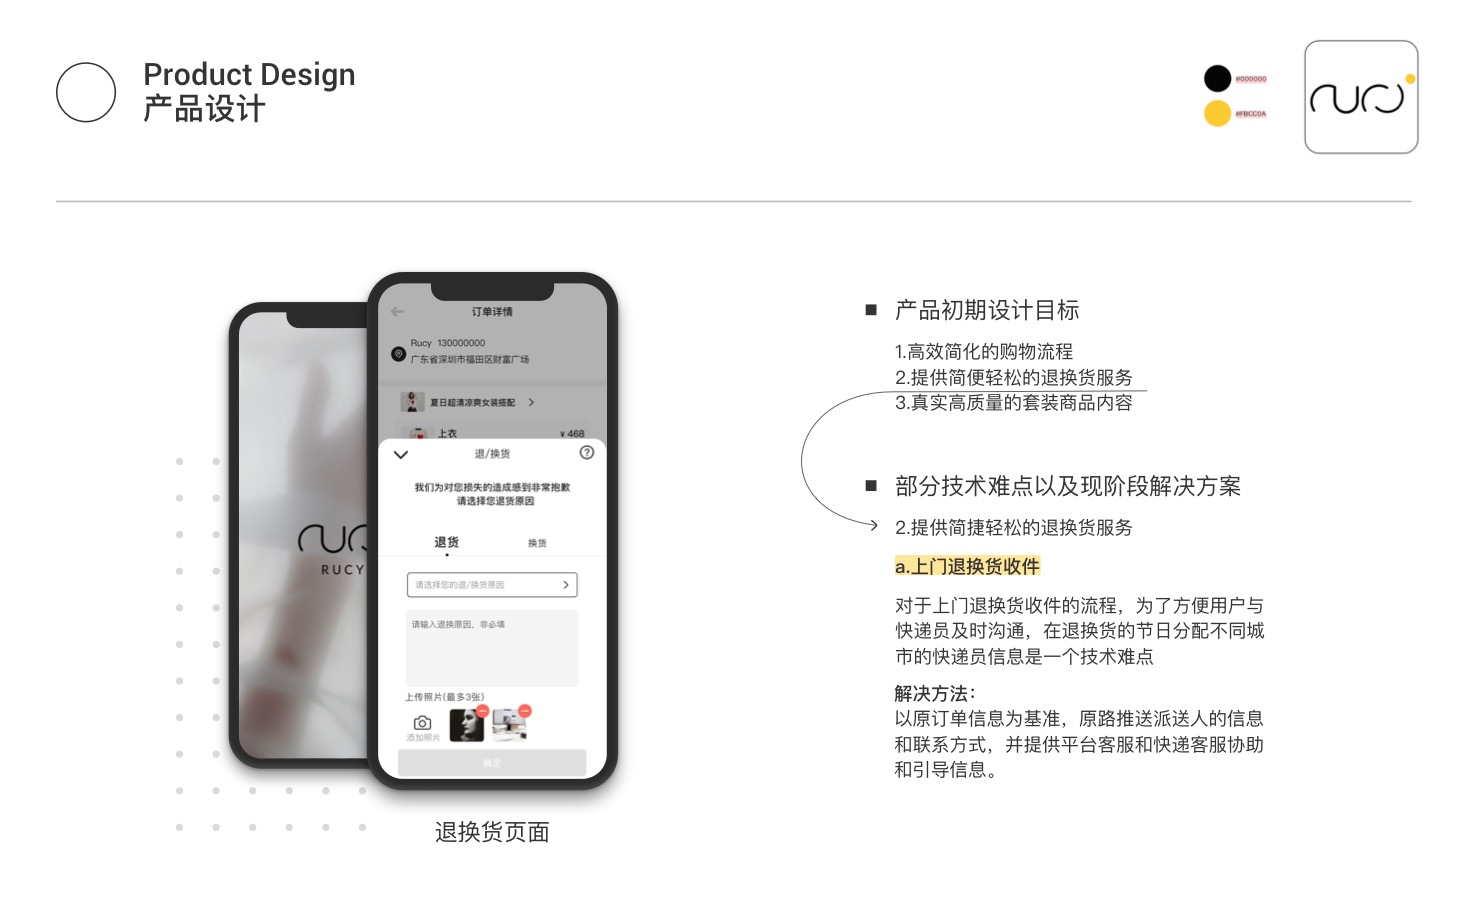 Product Design
产品设计
#000000
#FBCC0A
rucy
订单详情
Rucy 130000000
广东省深圳市福田区财富广场
夏日超清凉爽女装搭配
上衣
¥ 468
退/换货
我们为对您损失的造成感到非常抱歉
请选择您退货原因
退货
换货
请选择您的退/换货原因
请输入退换原因，非必填
上传照片(最多3张)
添加照片
确定
RUCY
退换货页面
产品初期设计目标
1.高效简化的购物流程
2.提供简便轻松的退换货服务
3.真实高质量的套装商品内容
部分技术难点以及现阶段解决方案
2.提供简捷轻松的退换货服务
a.上门退换货收件
对于上门退换货收件的流程，为了方便用户与
快递员及时沟通，在退换货的节日分配不同城
市的快递员信息是一个技术难点
解决方法：
以原订单信息为基准，原路推送派送人的信息
和联系方式，并提供平台客服和快递客服协助
和引导信息。